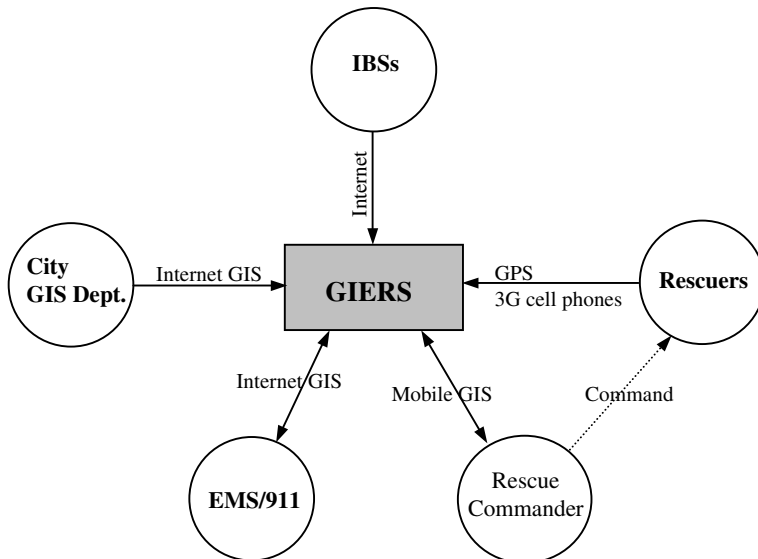 IBSs
Internet
City
GIS Dept.
Internet GIS
GIERS
GPS
3G cell phones
Rescuers
Internet GIS
Mobile GIS
Command
EMS/911
Rescue
Commander